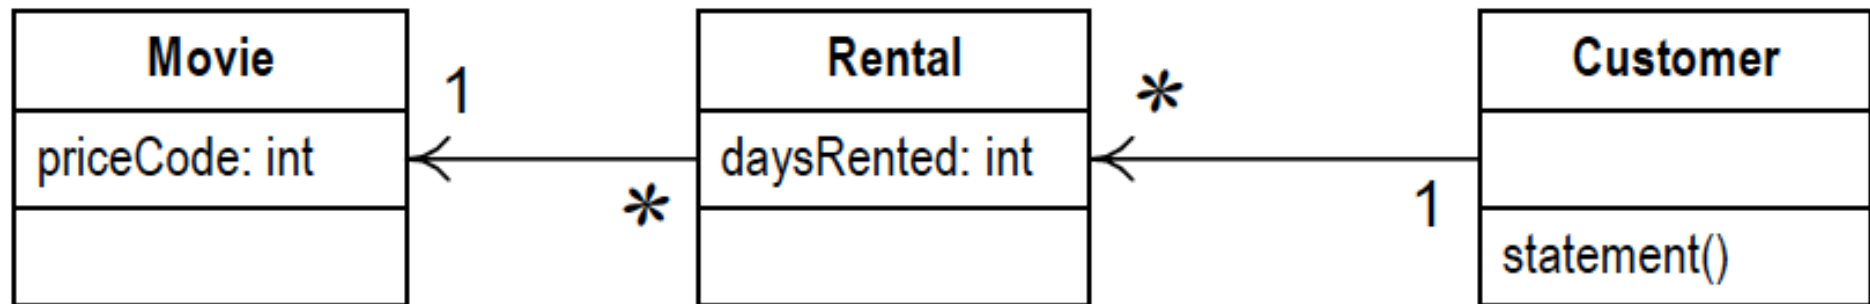 Movie
priceCode: int
1
*
Rental
daysRented: int
*
1
Customer
statement()